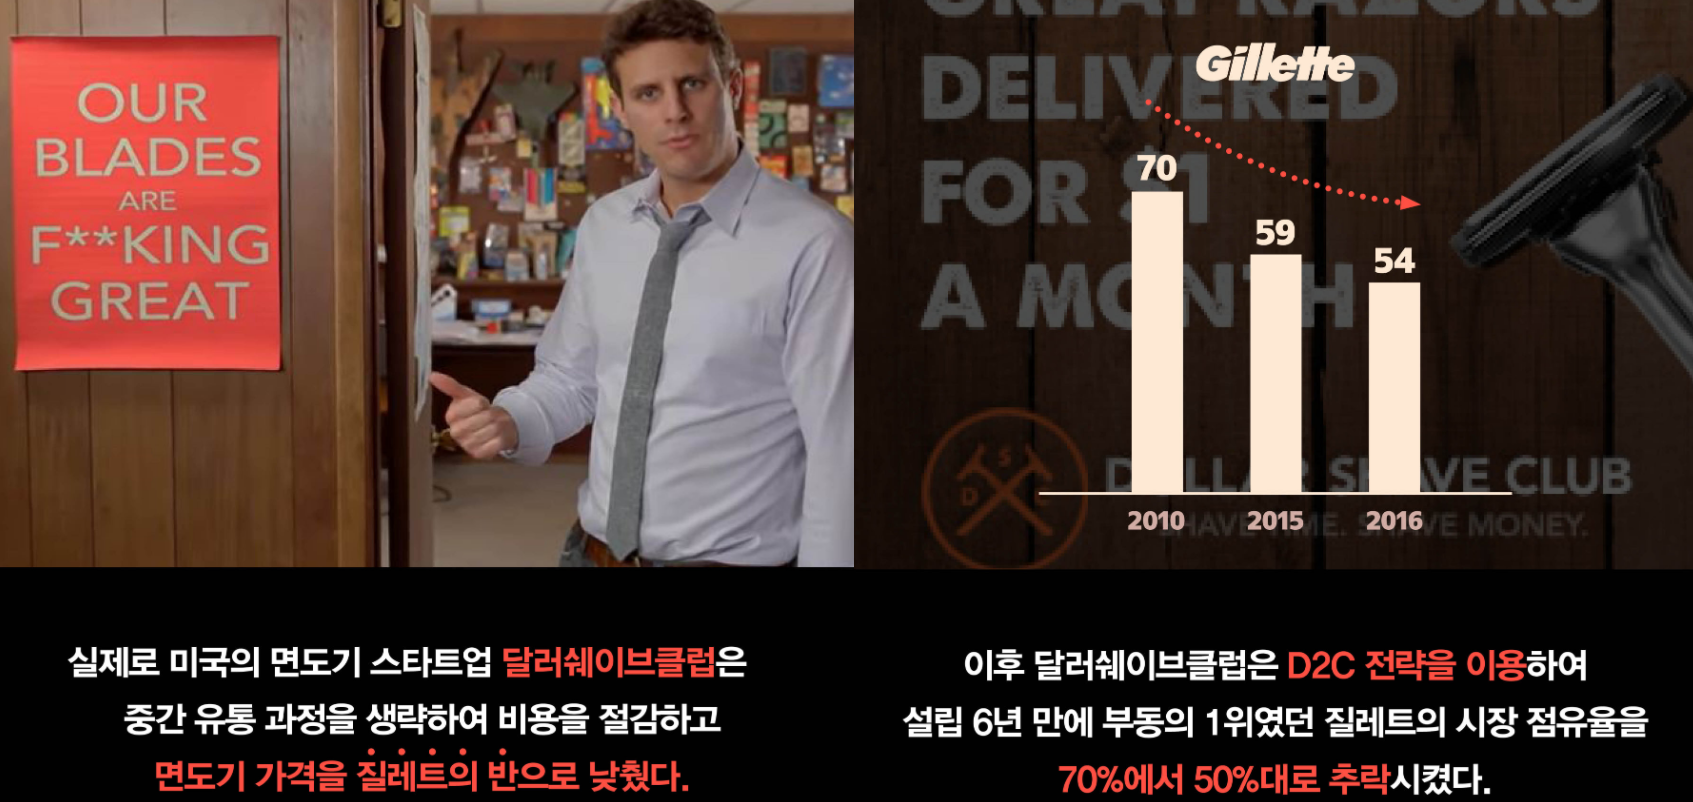 OUR
BLADES
ARE
F**KING
GREAT
실제로 미국의 면도기 스타트업 달러쉐이브클럽은
중간 유통 과정을 생략하여 비용을 절감하고
면도기 가격을 질레트의 반으로 낮췄다.
GREAT RAZORS
DELIVERED
FOR $1
A MONTH
Gillette
70
59
54
2010
2015
2016
D
S
C
DOLLAR SHAVE CLUB
SHAVE TIME. SHAVE MONEY.
이후 달러쉐이브클럽은 D2C 전략을 이용하여
설립 6년 만에 부동의 1위였던 질레트의 시장 점유율을
70%에서 50%대로 추락시켰다.